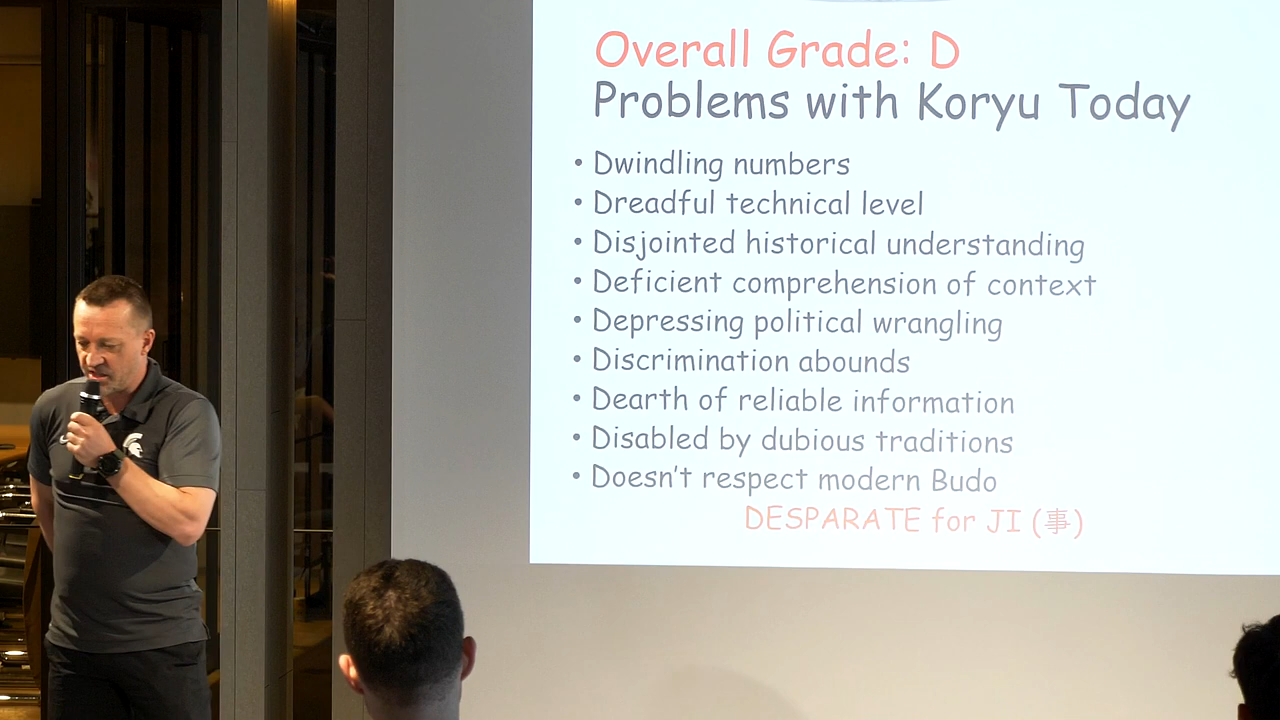 Overall Grade: D
Problems with Koryu Today
• Dwindling numbers
• Dreadful technical level
• Disjointed historical understanding
• Deficient comprehension of context
• Depressing political wrangling
• Discrimination abounds
• Dearth of reliable information
• Disabled by dubious traditions
• Doesn't respect modern Budo
DESPARATE for JI (事)